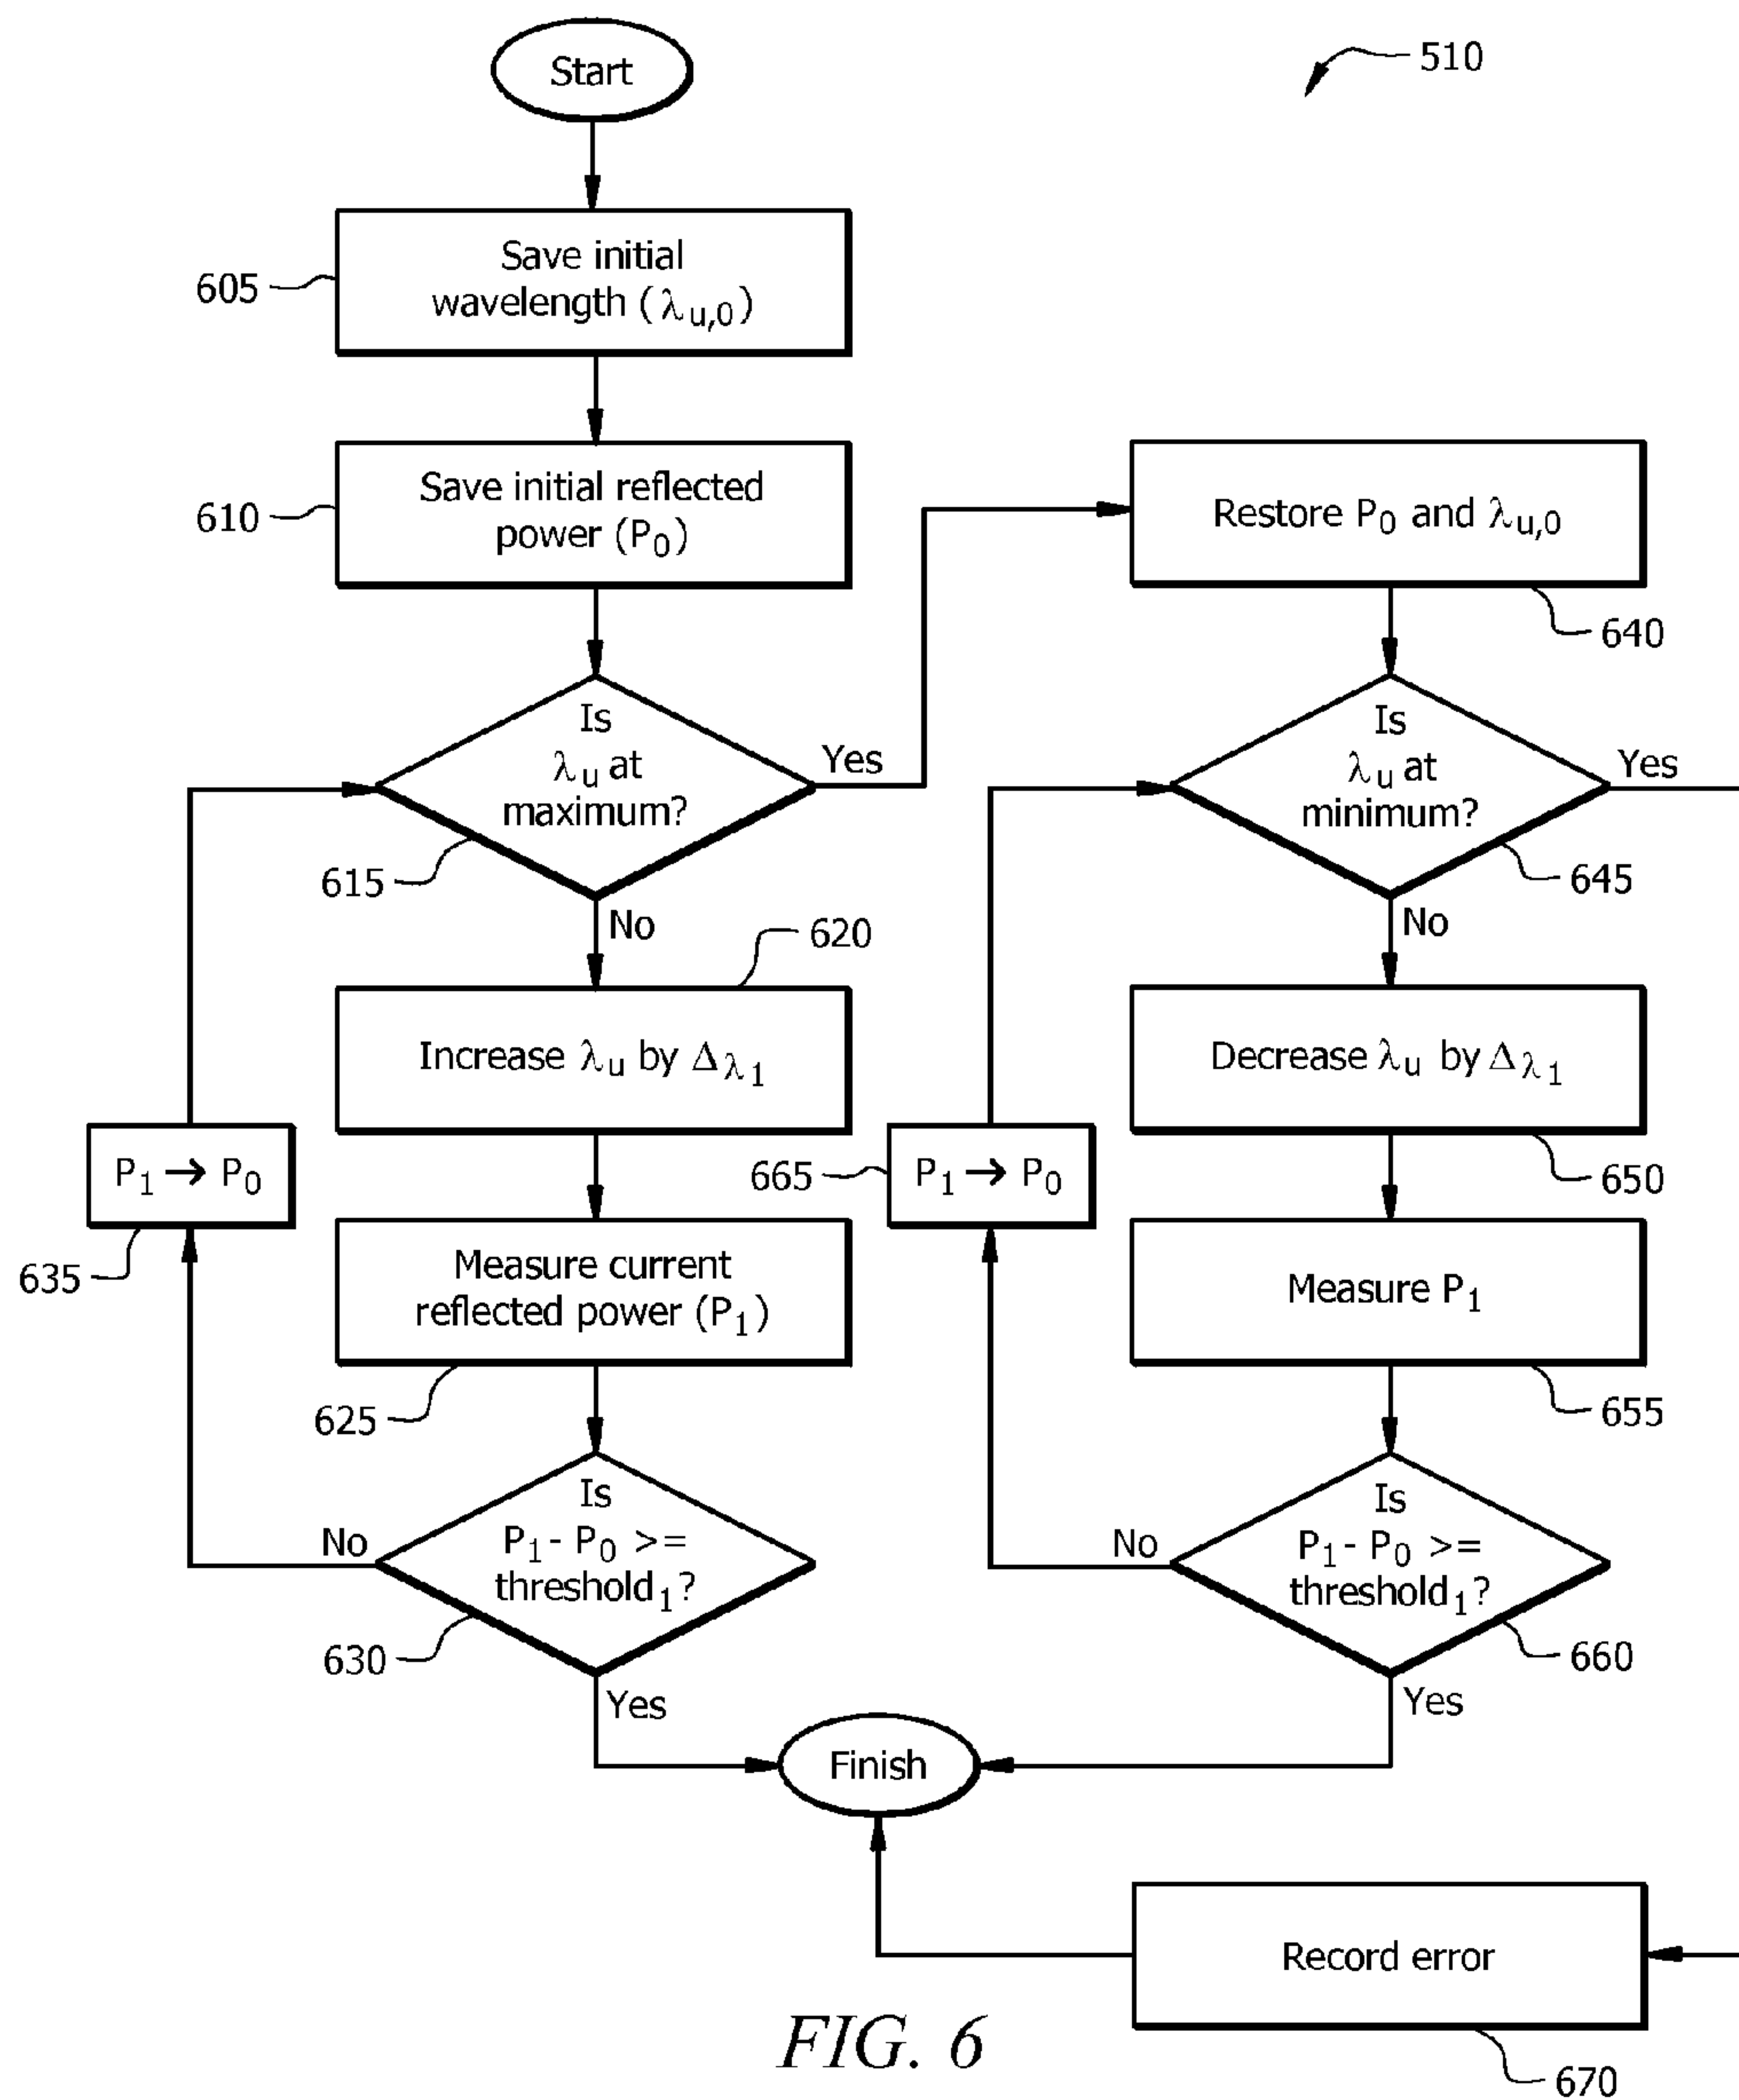 Start
510
605
Save initial
wavelength (λu,0)
610
Save initial reflected
power (P0)
Restore P0 and λu,0
640
Is
λu at
maximum?
Yes
615
No
Is
λu at
minimum?
Yes
645
No
620
Increase λu by Δλ1
Decrease λu by Δλ1
650
P1 → P0
635
665
P1 → P0
Measure current
reflected power (P1)
625
Measure P1
655
Is
P1 - P0 >=
threshold1?
No
630
Yes
Is
P1 - P0 >=
threshold1?
No
660
Yes
Finish
Record error
670
FIG. 6